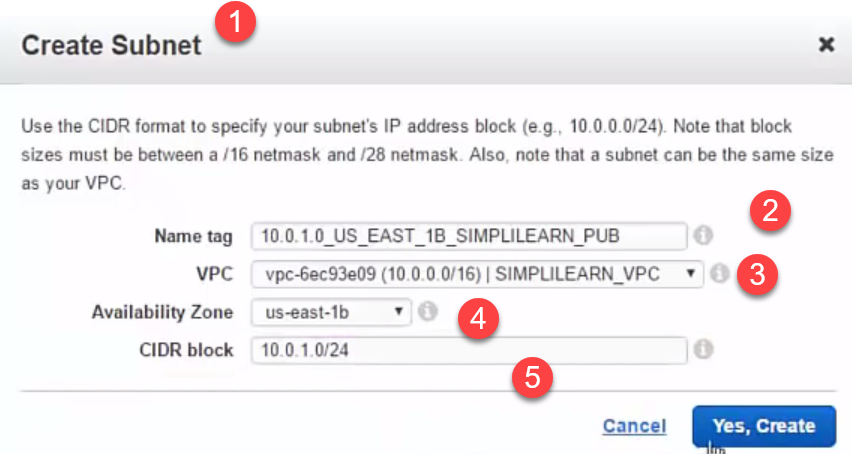 1
Create Subnet
Use the CIDR format to specify your subnet's IP address block (e.g., 10.0.0.0/24). Note that block
sizes must be between a /16 netmask and /28 netmask. Also, note that a subnet can be the same size
as your VPC.
2
Name tag 10.0.1.0_US_EAST_1B_SIMPLILEARN_PUB
VPC vpc-6ec93e09 (10.0.0.0/16) | SIMPLILEARN_VPC 3
Availability Zone us-east-1b 4
CIDR block 10.0.1.0/24
5
Cancel Yes, Create